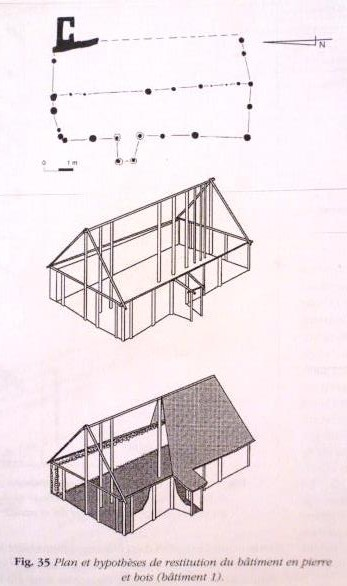 N
0 1 m
Fig. 35 Plan et hypothèses de restitution du bâtiment en pierre
et bois (bâtiment 1).